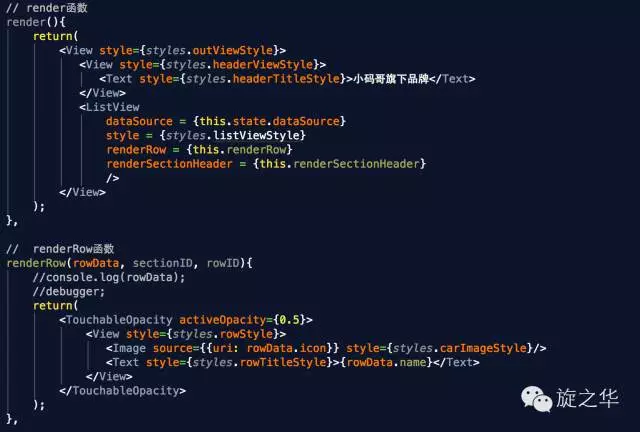 // render函数
render(){
return(
<View style={styles.outViewStyle}>
<View style={styles.headerViewStyle}>
<Text style={styles.headerTitleStyle}>小码哥旗下品牌</Text>
</View>
<ListView
dataSource = {this.state.dataSource}
style = {styles.listViewStyle}
renderRow = {this.renderRow}
renderSectionHeader = {this.renderSectionHeader}
/>
</View>
);
},
// renderRow函数
renderRow(rowData, sectionID, rowID){
//console.log(rowData);
//debugger;
return(
<TouchableOpacity activeOpacity={0.5}>
<View style={styles.rowStyle}>
<Image source={{uri: rowData.icon}} style={styles.carImageStyle}/>
<Text style={styles.rowTitleStyle}>{rowData.name}</Text>
</View>
</TouchableOpacity>
);
},
旋之华